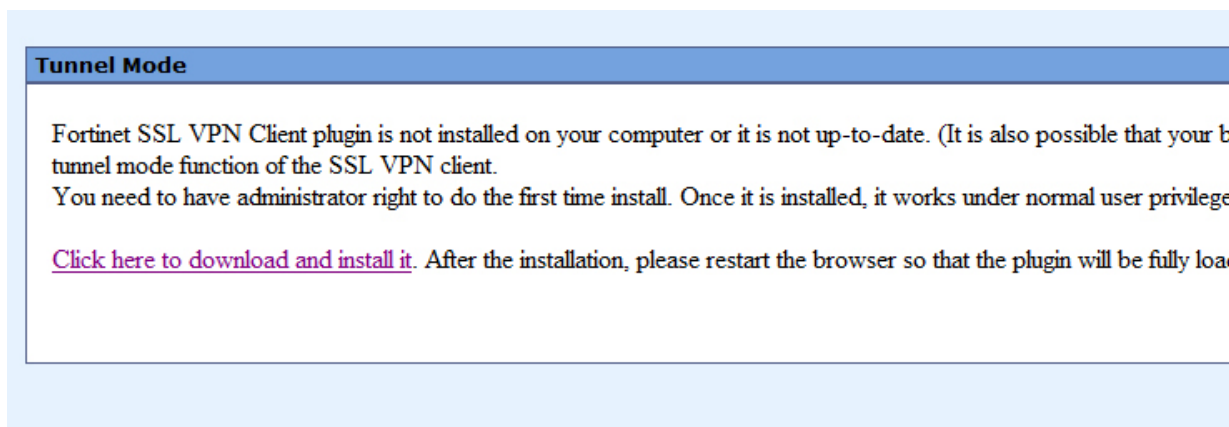 Tunnel Mode
Fortinet SSL VPN Client plugin is not installed on your computer or it is not up-to-date. (It is also possible that your b
tunnel mode function of the SSL VPN client.
You need to have administrator right to do the first time install. Once it is installed, it works under normal user privilege
Click here to download and install it. After the installation, please restart the browser so that the plugin will be fully loa